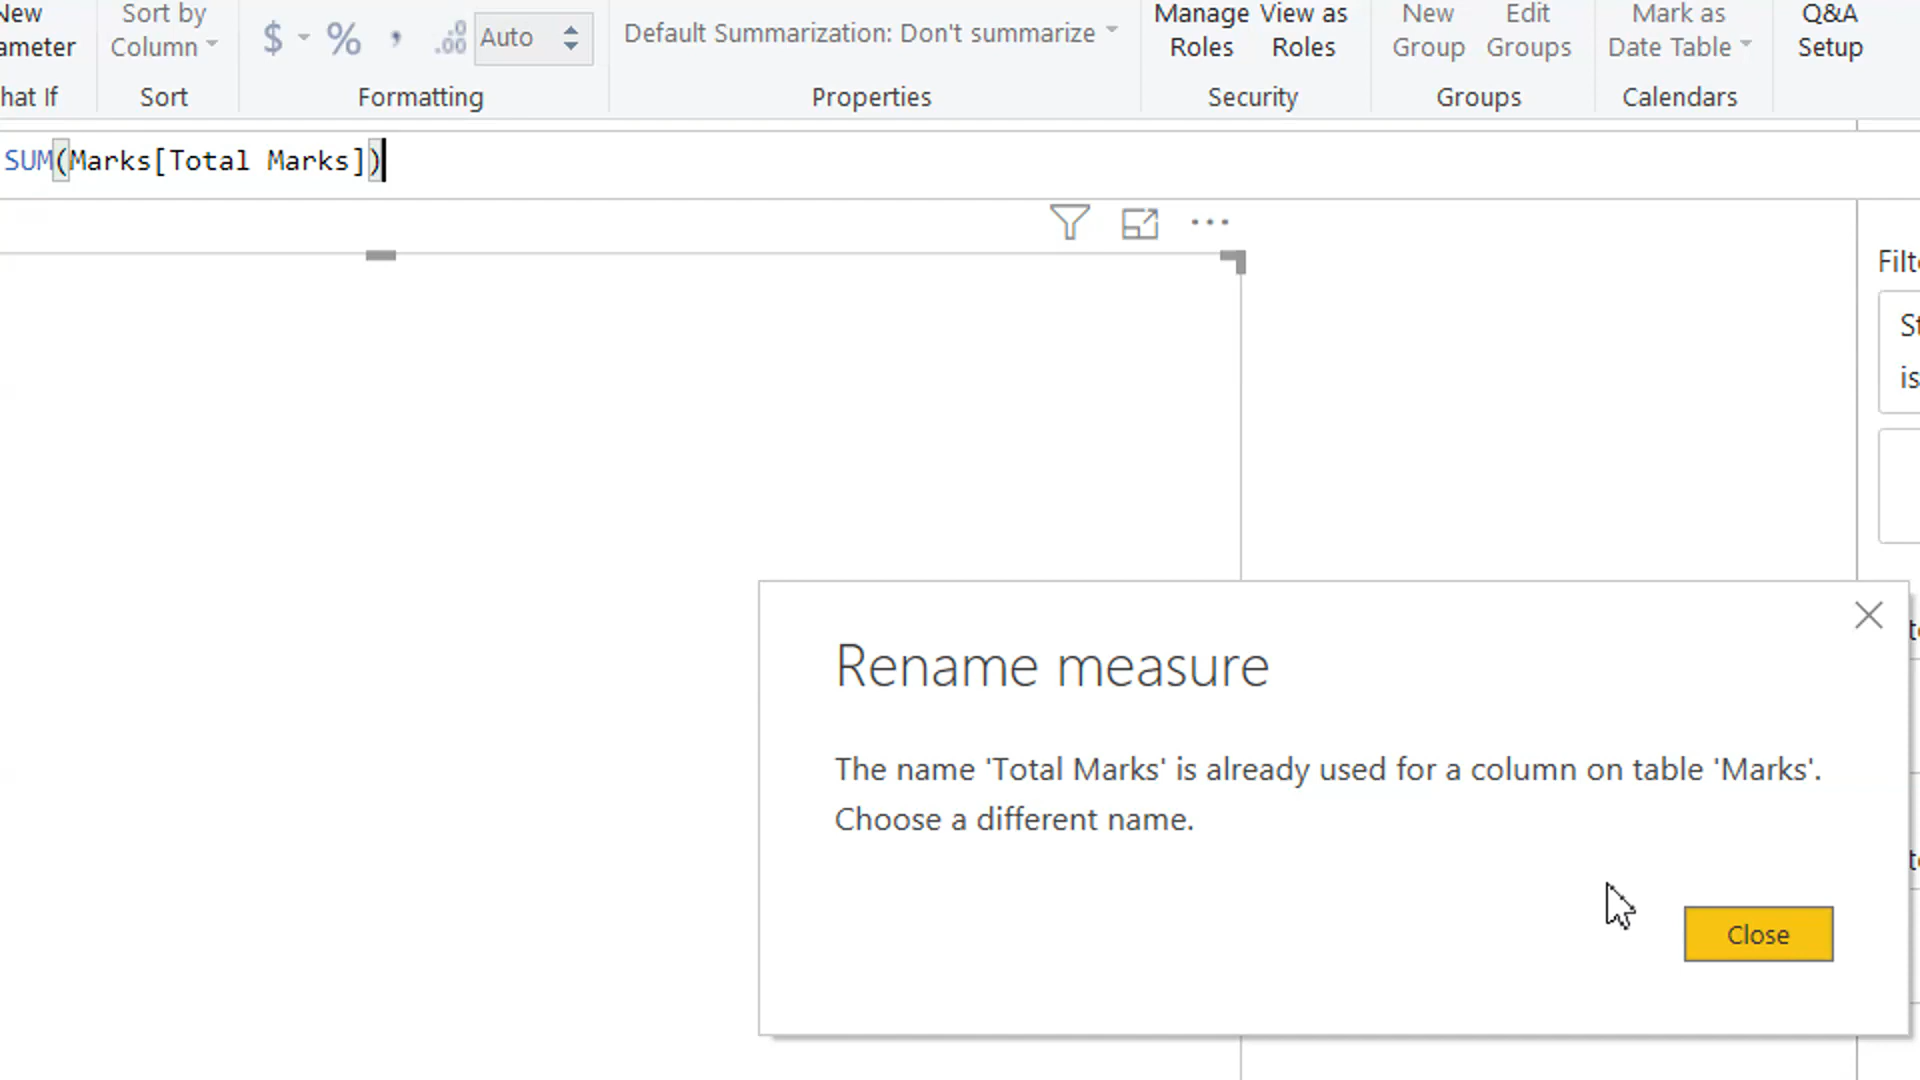 New
ameter
hat If
Sort by
Column
Sort
$ % , .00 Auto
Formatting
Default Summarization: Don't summarize
Properties
Manage
Roles
View as
Roles
Security
New
Group
Edit
Groups
Groups
Mark as
Date Table
Calendars
Q&A
Setup
SUM(Marks[Total Marks])
Filte
St
is
Rename measure
The name 'Total Marks' is already used for a column on table 'Marks'.
Choose a different name.
Close